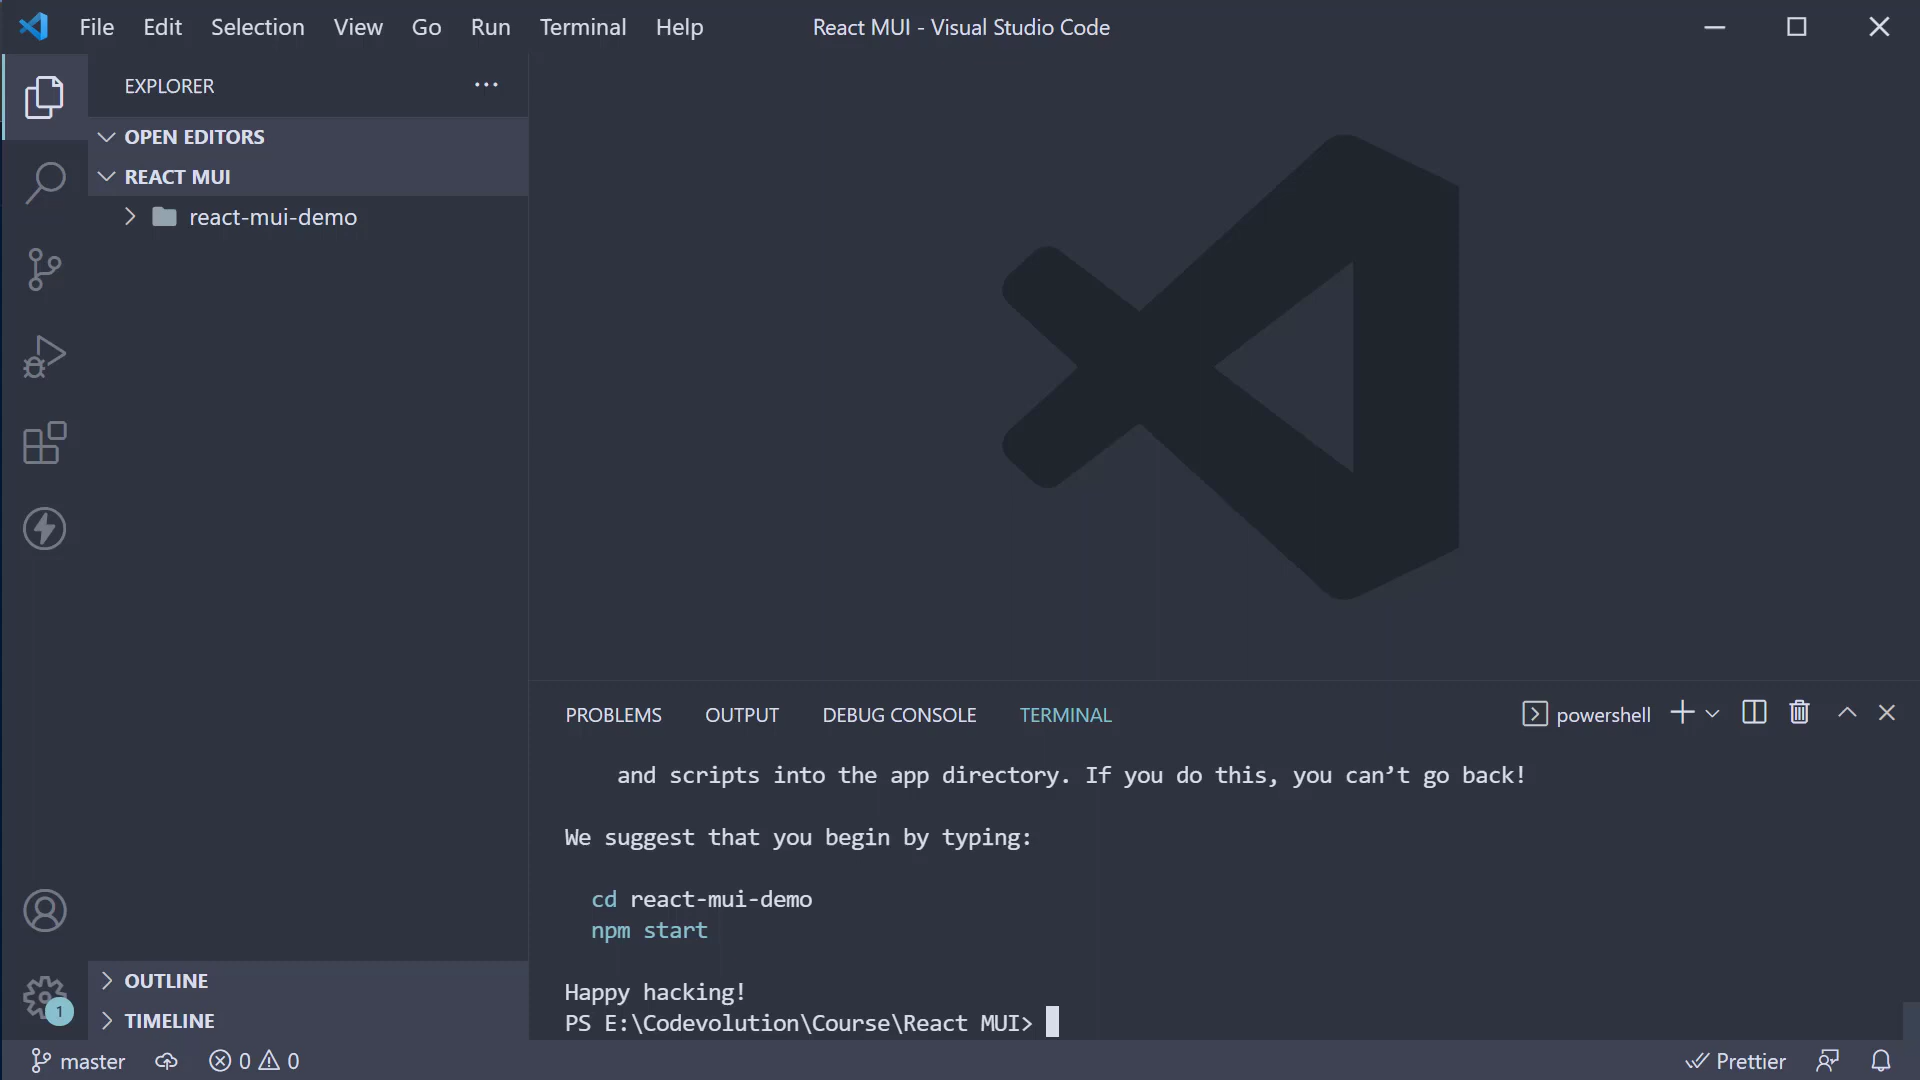 File Edit Selection View Go Run Terminal Help React MUI - Visual Studio Code
EXPLORER
OPEN EDITORS
REACT MUI
react-mui-demo
PROBLEMS OUTPUT DEBUG CONSOLE TERMINAL powershell
and scripts into the app directory. If you do this, you can’t go back!
We suggest that you begin by typing:
cd react-mui-demo
npm start
Happy hacking!
PS E:\Codevolution\Course\React MUI>
OUTLINE
TIMELINE
1
master 0 0 Prettier